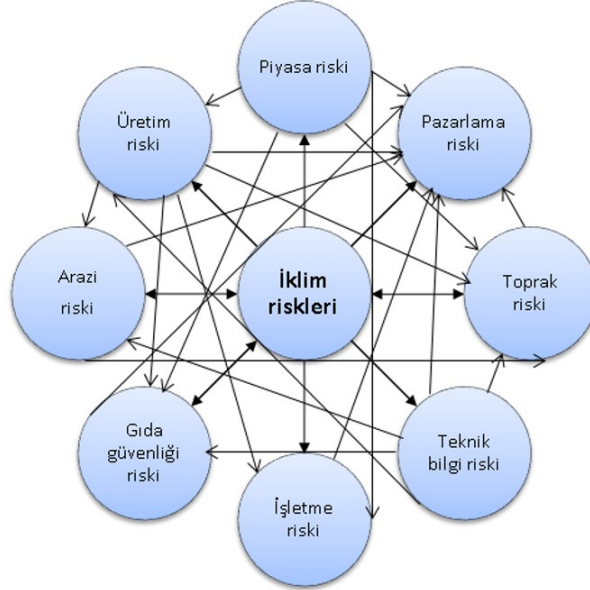 Piyasa riski
Üretim
riski
Pazarlama
riski
Arazi
riski
İklim
riskleri
Toprak
riski
Gıda
güvenliği
riski
Teknik
bilgi riski
İşletme
riski